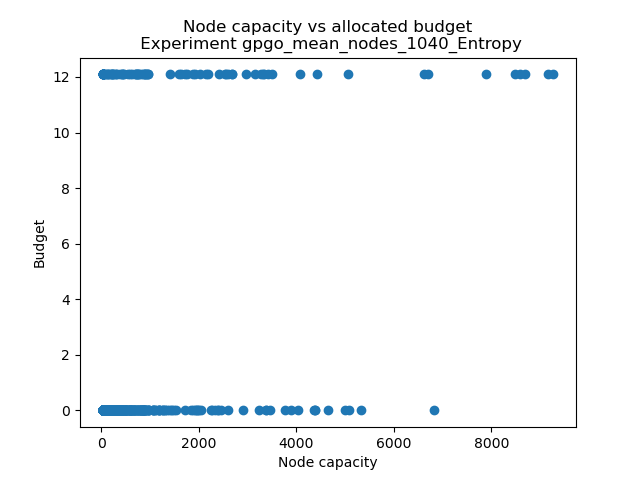 Node capacity vs allocated budget
Experiment gpgo_mean_nodes_1040_Entropy
12
10
8
6
4
2
0
Budget
0 2000 4000 6000 8000
Node capacity